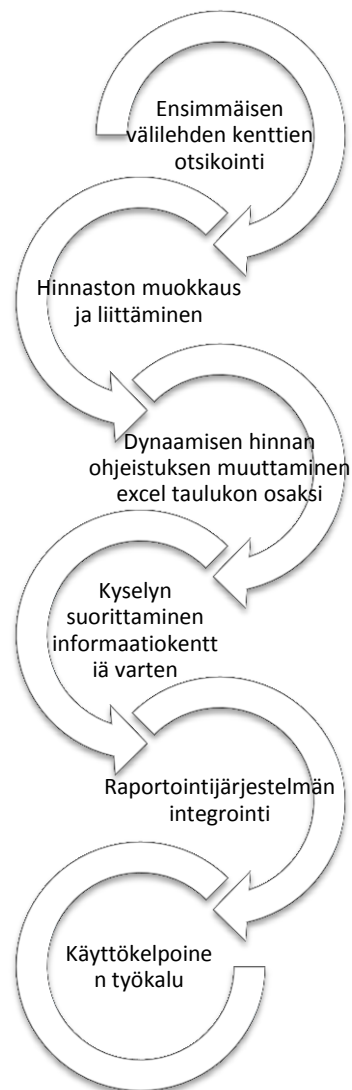 Ensimmäisen
välilehden kenttien
otsikointi
Hinnaston muokkaus
ja liittäminen
Dynaamisen hinnan
ohjeistuksen muuttaminen
excel taulukon osaksi
Kyselyn
suorittaminen
informaatiokentt
iä varten
Raportointijärjestelmän
integrointi
Käyttökelpoine
n työkalu